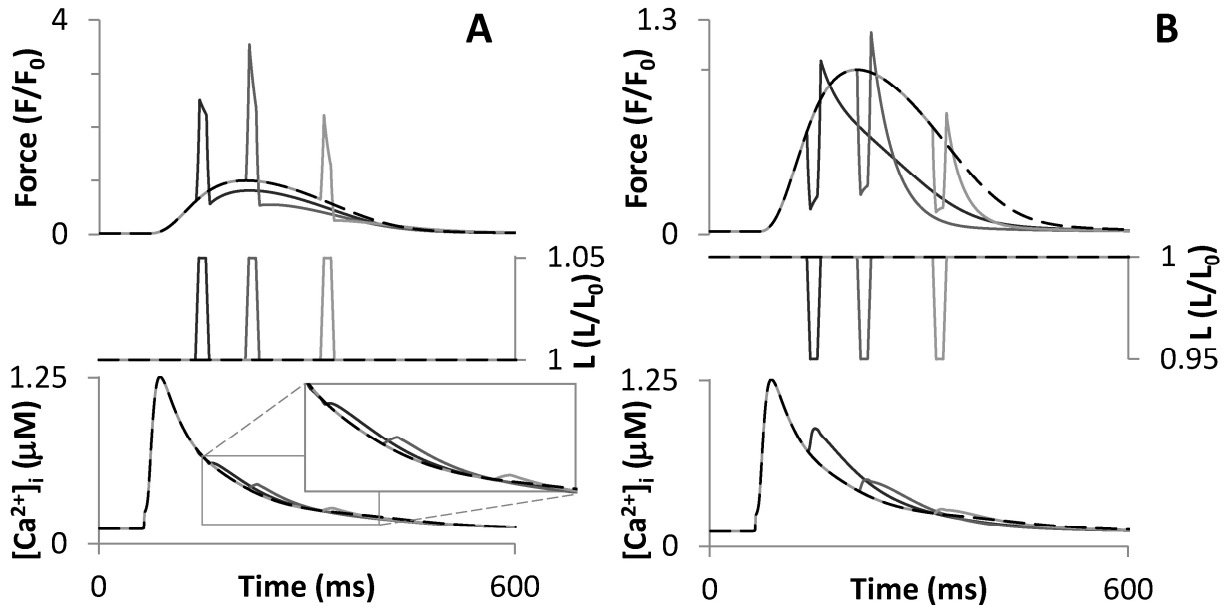 A
4
Force (F/F0)
0
1.05
L (L/L0)
1
1.25
[Ca2+]i (µM)
0
0
Time (ms)
600
B
1.3
Force (F/F0)
0
1
L (L/L0)
0.95
1.25
[Ca2+]i (µM)
0
0
Time (ms)
600